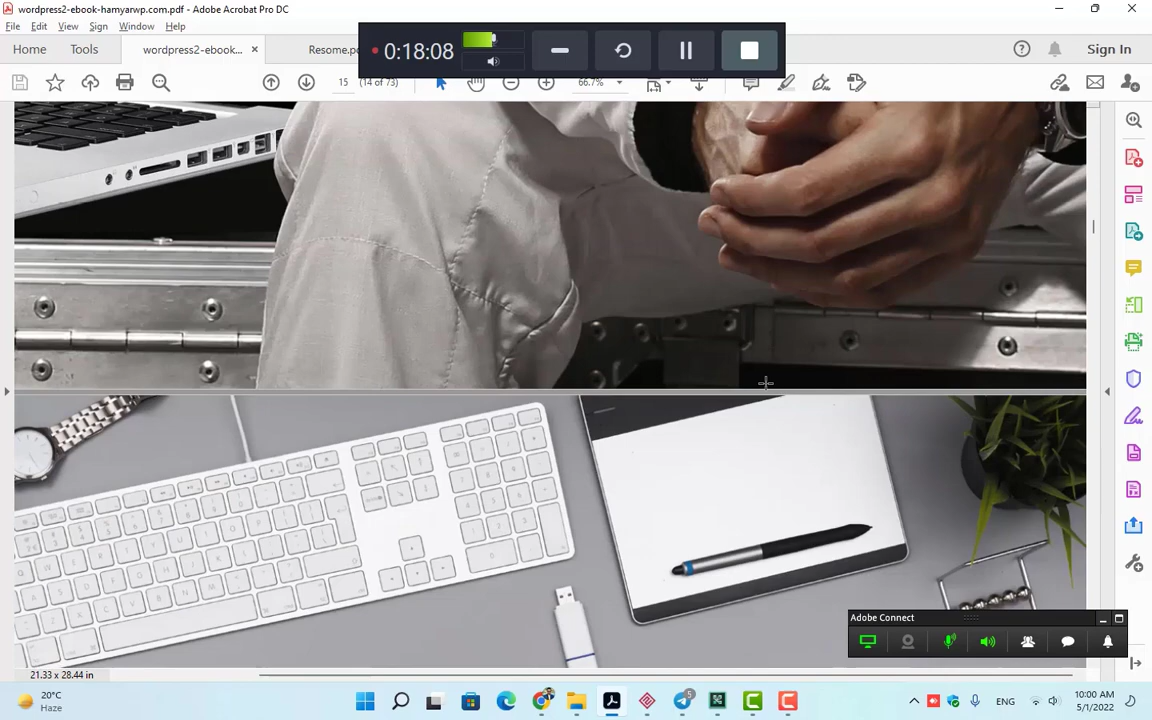 wordpress2-ebook-hamyarwp.com.pdf - Adobe Acrobat Pro DC
File Edit View Sign Window Help
Home Tools wordpress2-ebook... × Resome.p
0:18:08
Sign In
15 (14 of 73) 66.7%
21.33 x 28.44 in
Adobe Connect
20°C
Haze
5
ENG
10:00 AM
5/1/2022